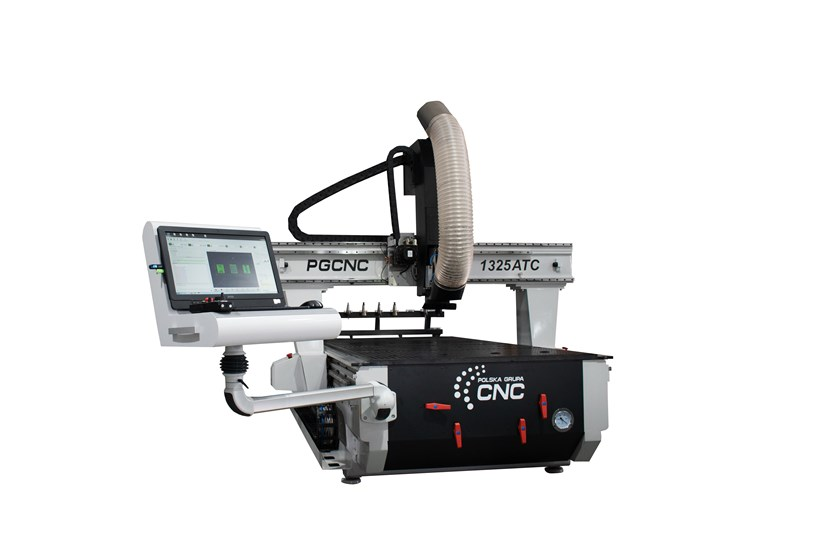 PGCNC
1325ATC
POLSKA GRUPA
CNC